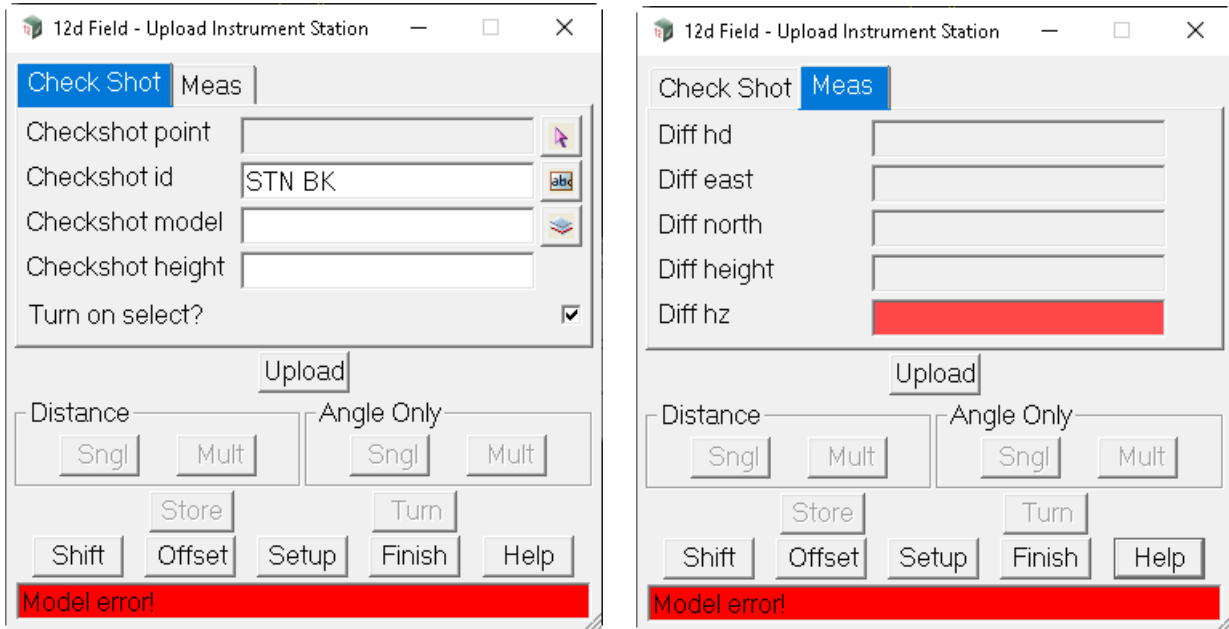 12d Field - Upload Instrument Station
Check Shot Meas
Checkshot point
Checkshot id STN BK
Checkshot model
Checkshot height
Turn on select?
Upload
Distance Angle Only
Sngl Mult Sngl Mult
Store Turn
Shift Offset Setup Finish Help
Model error!
12d Field - Upload Instrument Station
Check Shot Meas
Diff hd
Diff east
Diff north
Diff height
Diff hz
Upload
Distance Angle Only
Sngl Mult Sngl Mult
Store Turn
Shift Offset Setup Finish Help
Model error!